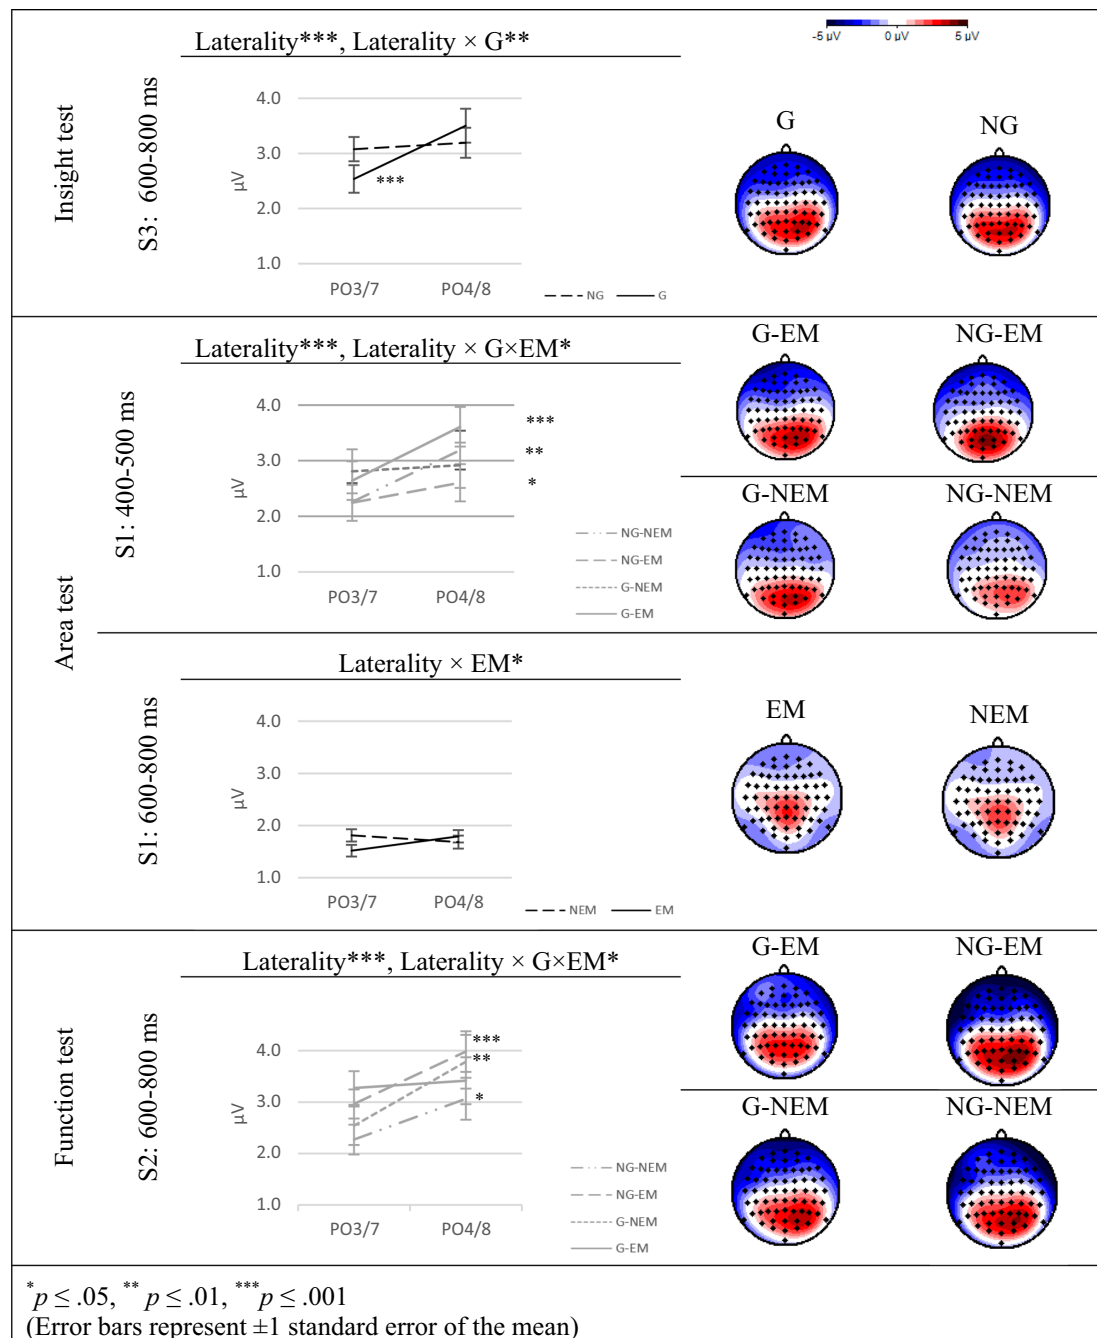 Laterality***, Laterality × G**
-5 µV 0 µV 5 µV
Insight test
S3: 600-800 ms
4.0
3.0
2.0
1.0
µV
***
PO3/7 PO4/8
NG G
G NG
Laterality***, Laterality × G×EM*
G-EM NG-EM
Area test
S1: 400-500 ms
4.0
3.0
2.0
1.0
µV
***
**
*
PO3/7 PO4/8
NG-NEM
NG-EM
G-NEM
G-EM
G-NEM NG-NEM
Laterality × EM*
S1: 600-800 ms
4.0
3.0
2.0
1.0
µV
PO3/7 PO4/8
NEM EM
EM NEM
Laterality***, Laterality × G×EM*
G-EM NG-EM
Function test
S2: 600-800 ms
4.0
3.0
2.0
1.0
µV
***
**
*
PO3/7 PO4/8
NG-NEM
NG-EM
G-NEM
G-EM
G-NEM NG-NEM
*p ≤ .05, ** p ≤ .01, ***p ≤ .001
(Error bars represent ±1 standard error of the mean)